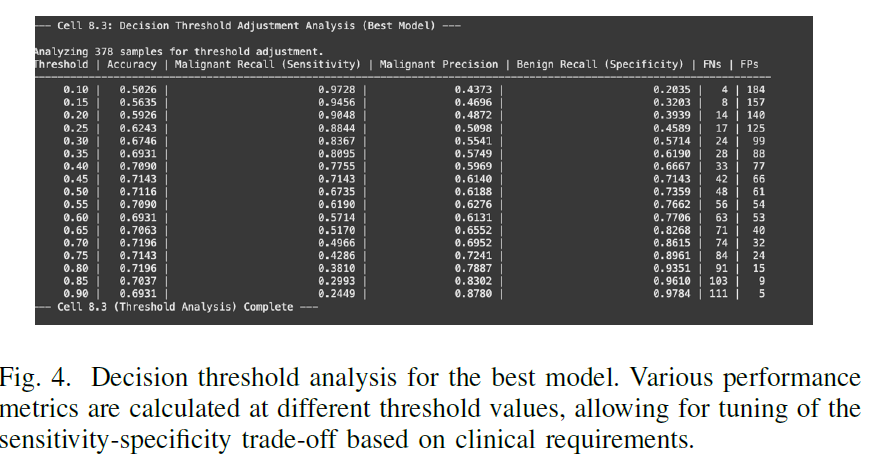 — Cell 8.3: Decision Threshold Adjustment Analysis (Best Model) ——
Analyzing 378 samples for threshold adjustment.
Threshold | Accuracy | Malignant Recall (Sensitivity) | Malignant Precision | Benign Recall (Specificity) | FNs | FPs
0.10 | 0.5026 | 0.9728 | 0.4373 | 0.2035 | 4 | 184
0.15 | 0.5635 | 0.9456 | 0.4696 | 0.3203 | 8 | 157
0.20 | 0.5926 | 0.9048 | 0.4872 | 0.3939 | 14 | 140
0.25 | 0.6243 | 0.8844 | 0.5098 | 0.4589 | 17 | 125
0.30 | 0.6746 | 0.8367 | 0.5541 | 0.5714 | 24 | 99
0.35 | 0.6931 | 0.8095 | 0.5749 | 0.6190 | 28 | 88
0.40 | 0.7090 | 0.7755 | 0.5969 | 0.6667 | 33 | 77
0.45 | 0.7143 | 0.7143 | 0.6140 | 0.7143 | 42 | 66
0.50 | 0.7116 | 0.6735 | 0.6188 | 0.7359 | 48 | 61
0.55 | 0.7090 | 0.6190 | 0.6276 | 0.7662 | 56 | 54
0.60 | 0.6931 | 0.5714 | 0.6131 | 0.7706 | 63 | 53
0.65 | 0.7063 | 0.5170 | 0.6552 | 0.8268 | 71 | 40
0.70 | 0.7196 | 0.4966 | 0.6952 | 0.8615 | 74 | 32
0.75 | 0.7143 | 0.4286 | 0.7241 | 0.8961 | 84 | 24
0.80 | 0.7196 | 0.3810 | 0.7887 | 0.9351 | 91 | 15
0.85 | 0.7037 | 0.2993 | 0.8302 | 0.9610 | 103 | 9
0.90 | 0.6931 | 0.2449 | 0.8780 | 0.9784 | 111 | 5
— Cell 8.3 (Threshold Analysis) Complete ——
Fig. 4. Decision threshold analysis for the best model. Various performance
metrics are calculated at different threshold values, allowing for tuning of the
sensitivity-specificity trade-off based on clinical requirements.